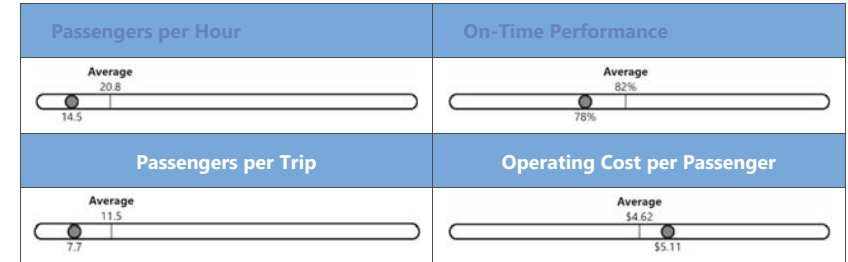 Passengers per Hour
On-Time Performance
Average
20.8
14.5
Average
82%
78%
Passengers per Trip
Operating Cost per Passenger
Average
11.5
7.7
Average
$4.62
$5.11